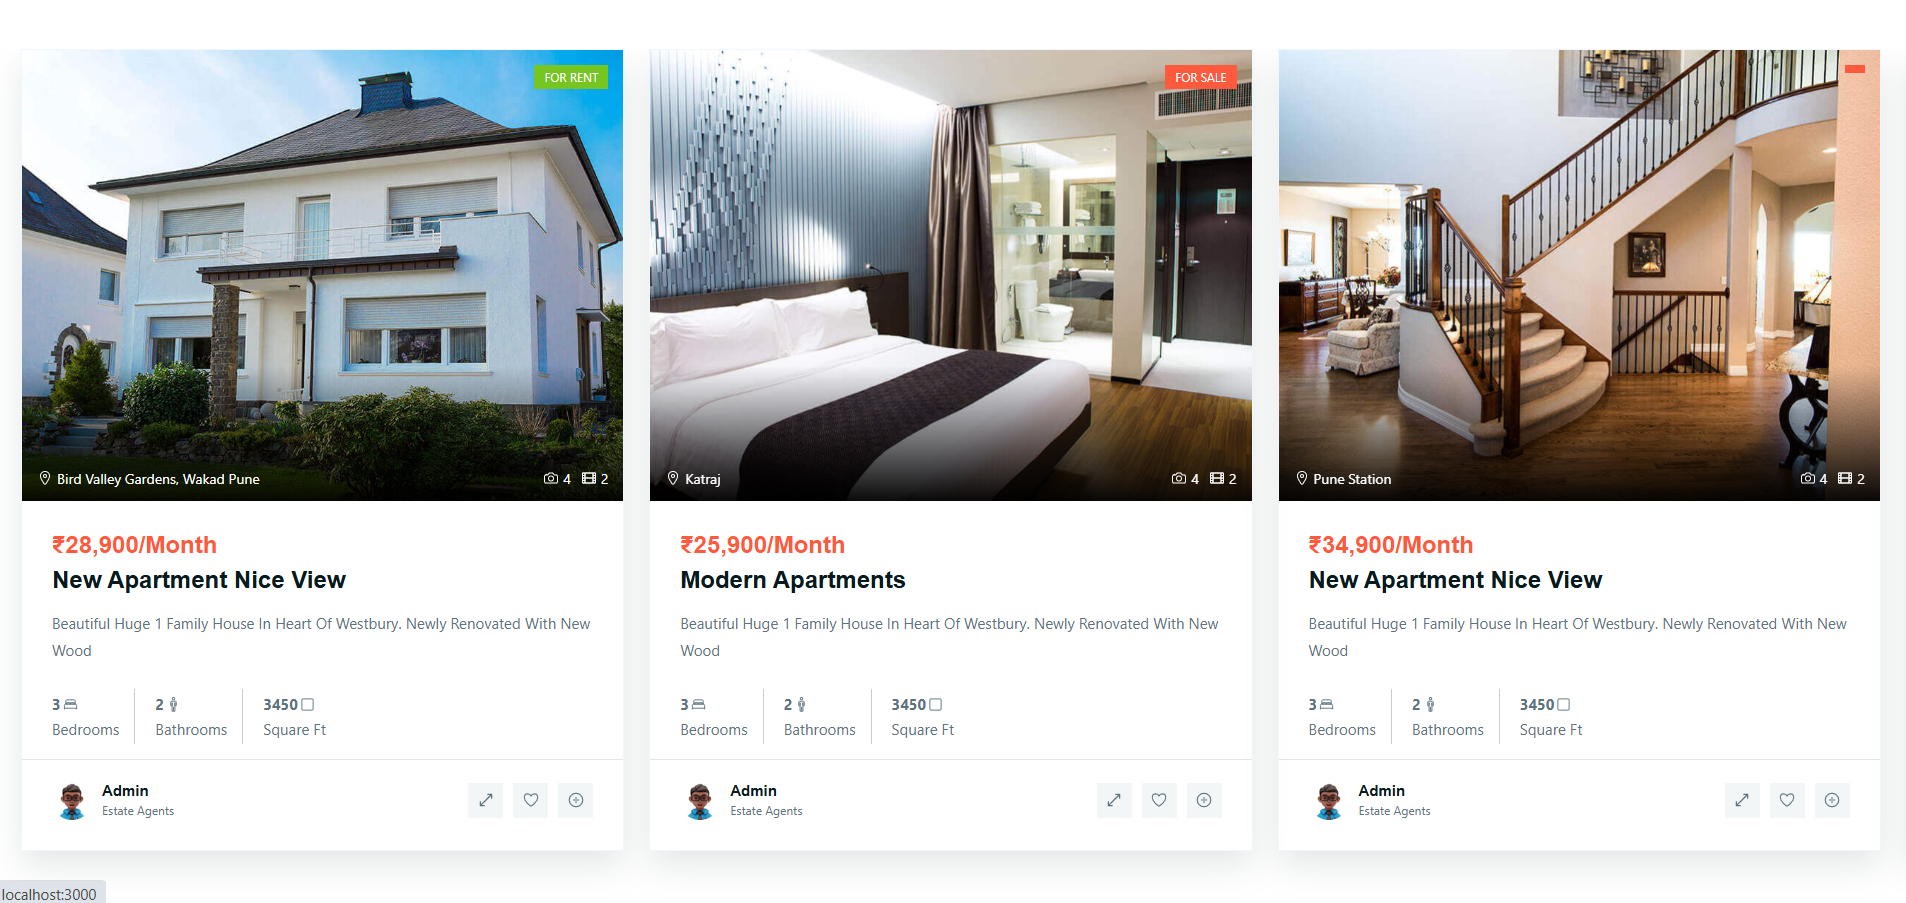 FOR RENT
Bird Valley Gardens, Wakad Pune
4 2
₹28,900/Month
New Apartment Nice View
Beautiful Huge 1 Family House In Heart Of Westbury. Newly Renovated With New
Wood
3
Bedrooms
2
Bathrooms
3450
Square Ft
Admin
Estate Agents
FOR SALE
Katraj
4 2
₹25,900/Month
Modern Apartments
Beautiful Huge 1 Family House In Heart Of Westbury. Newly Renovated With New
Wood
3
Bedrooms
2
Bathrooms
3450
Square Ft
Admin
Estate Agents
Pune Station
4 2
₹34,900/Month
New Apartment Nice View
Beautiful Huge 1 Family House In Heart Of Westbury. Newly Renovated With New
Wood
3
Bedrooms
2
Bathrooms
3450
Square Ft
Admin
Estate Agents
localhost:3000